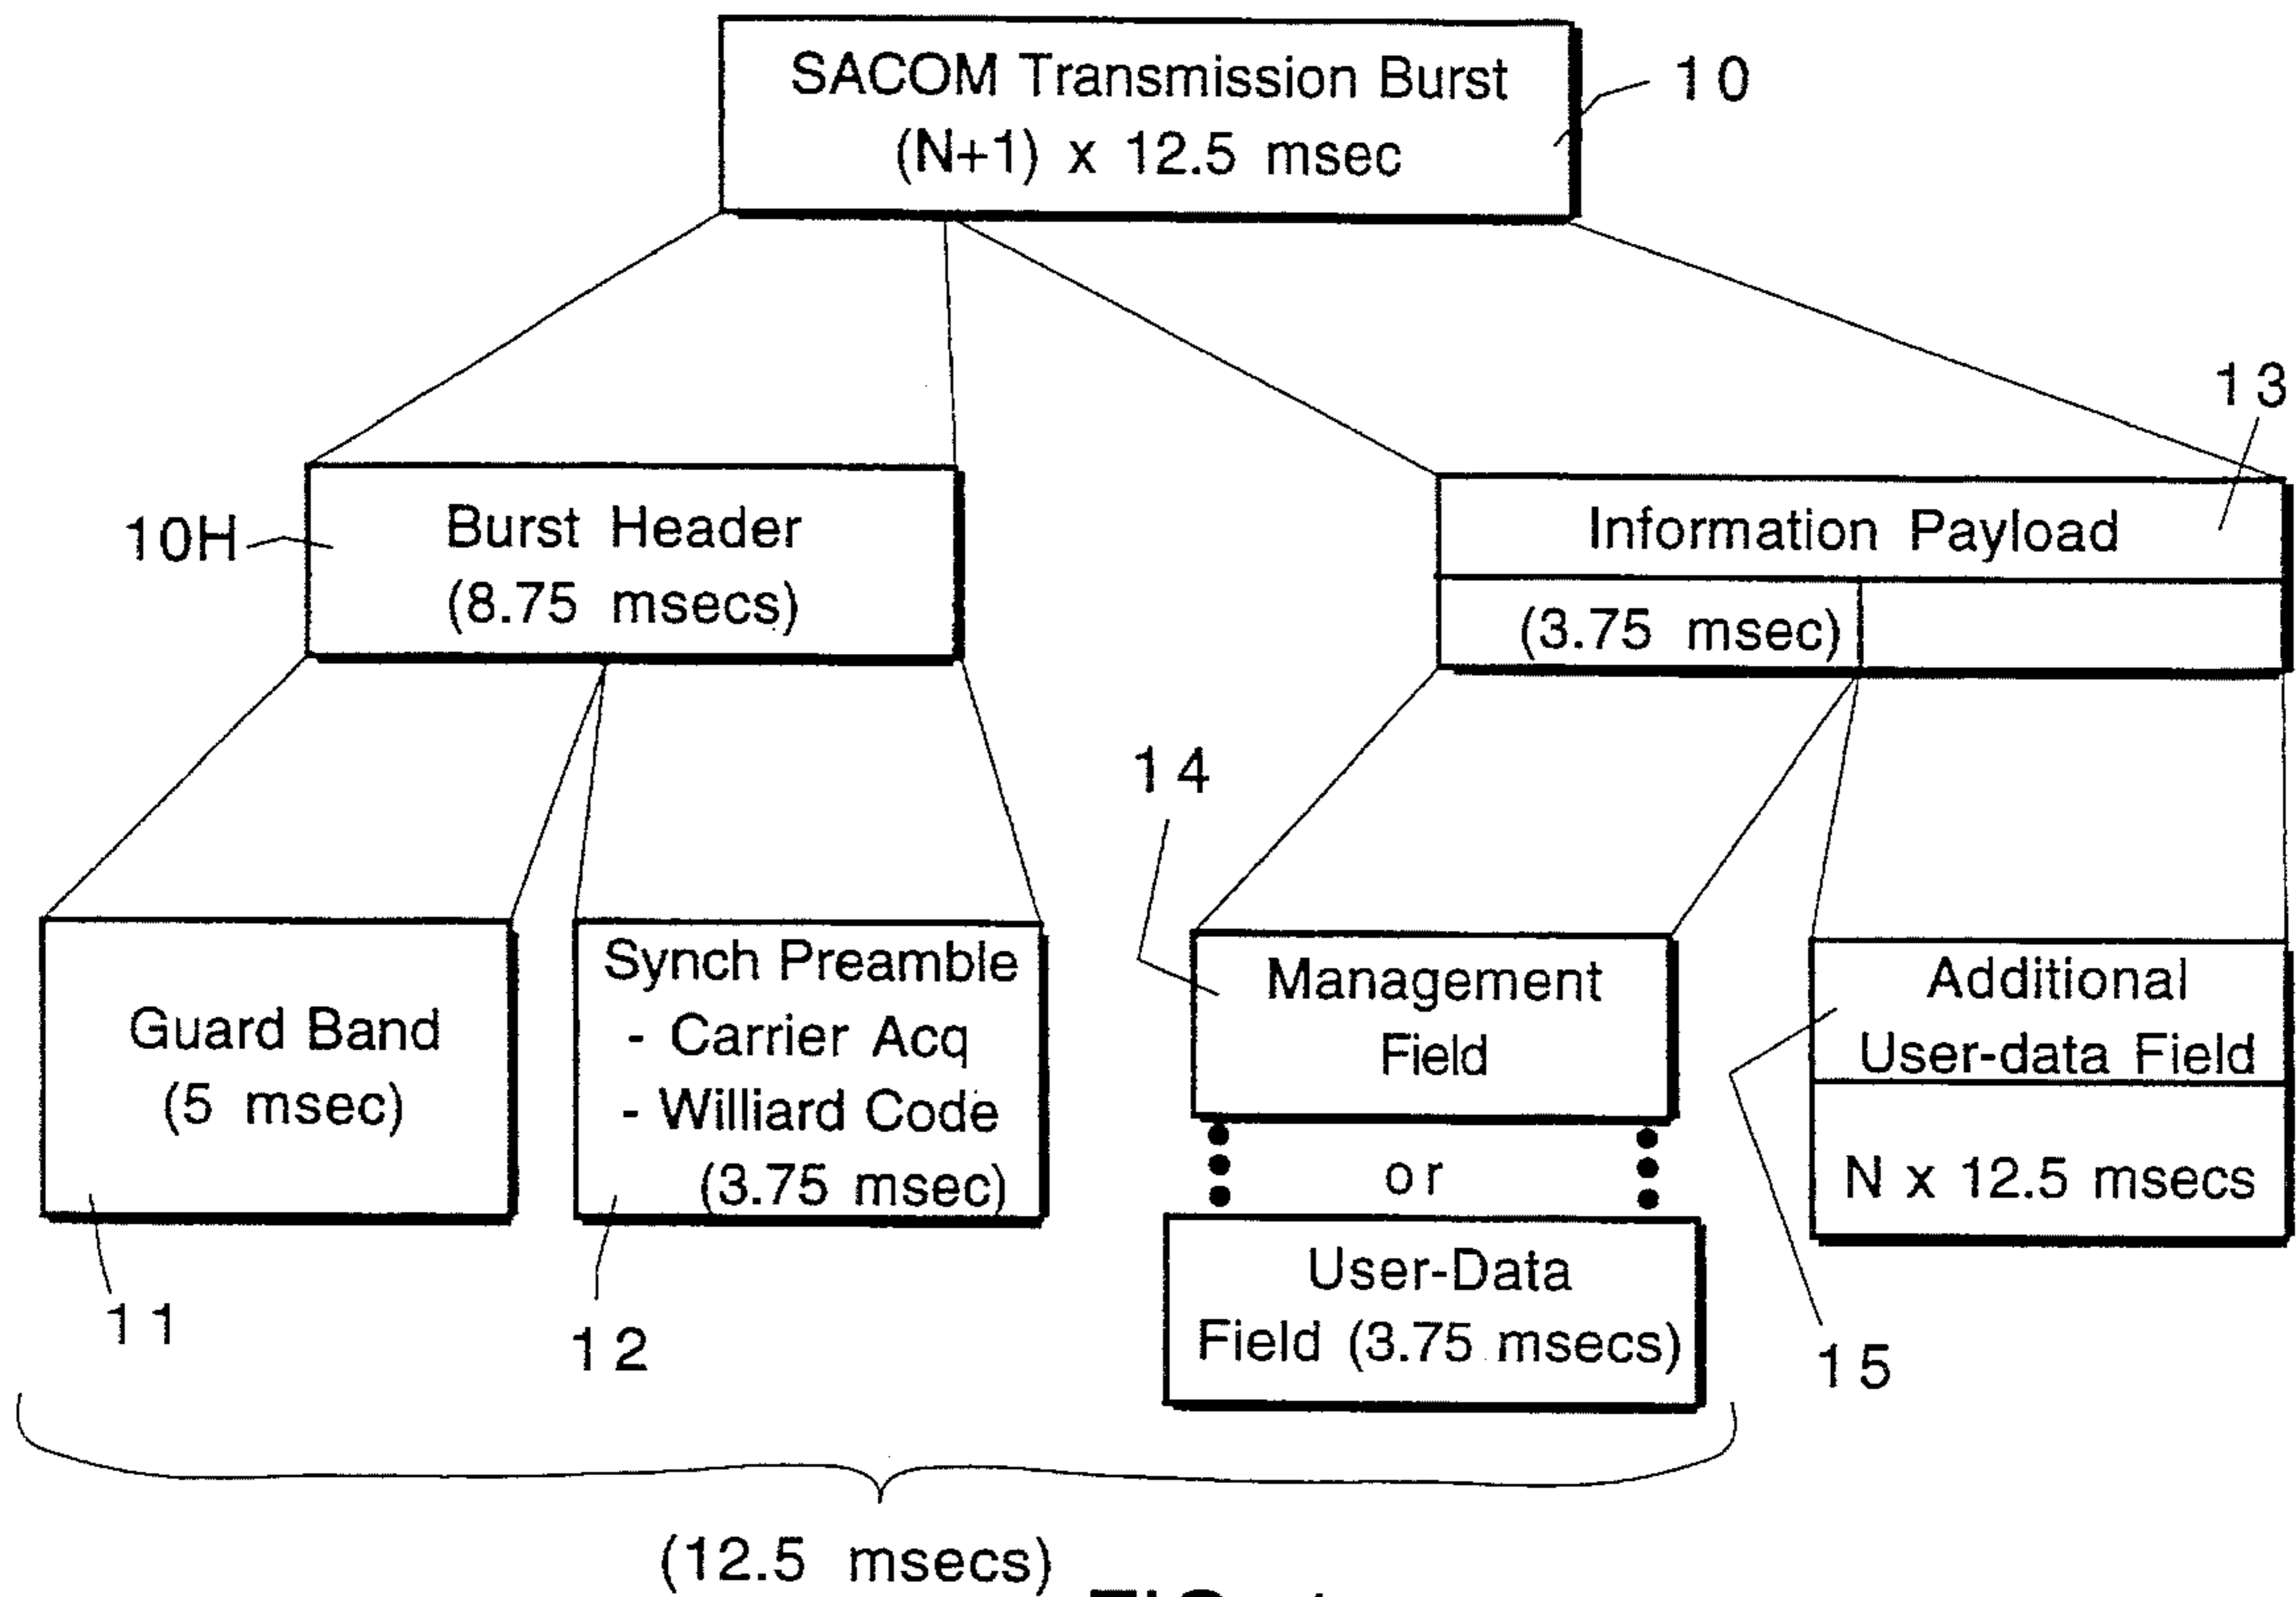 SACOM Transmission Burst
(N+1) x 12.5 msec
10
13
10H
Burst Header
(8.75 msecs)
Information Payload
(3.75 msec)
14
Guard Band
(5 msec)
Synch Preamble
- Carrier Acq
- Williard Code
(3.75 msec)
Management
Field
or
User-Data
Field (3.75 msecs)
Additional
User-data Field
N x 12.5 msecs
11
12
15
(12.5 msecs)